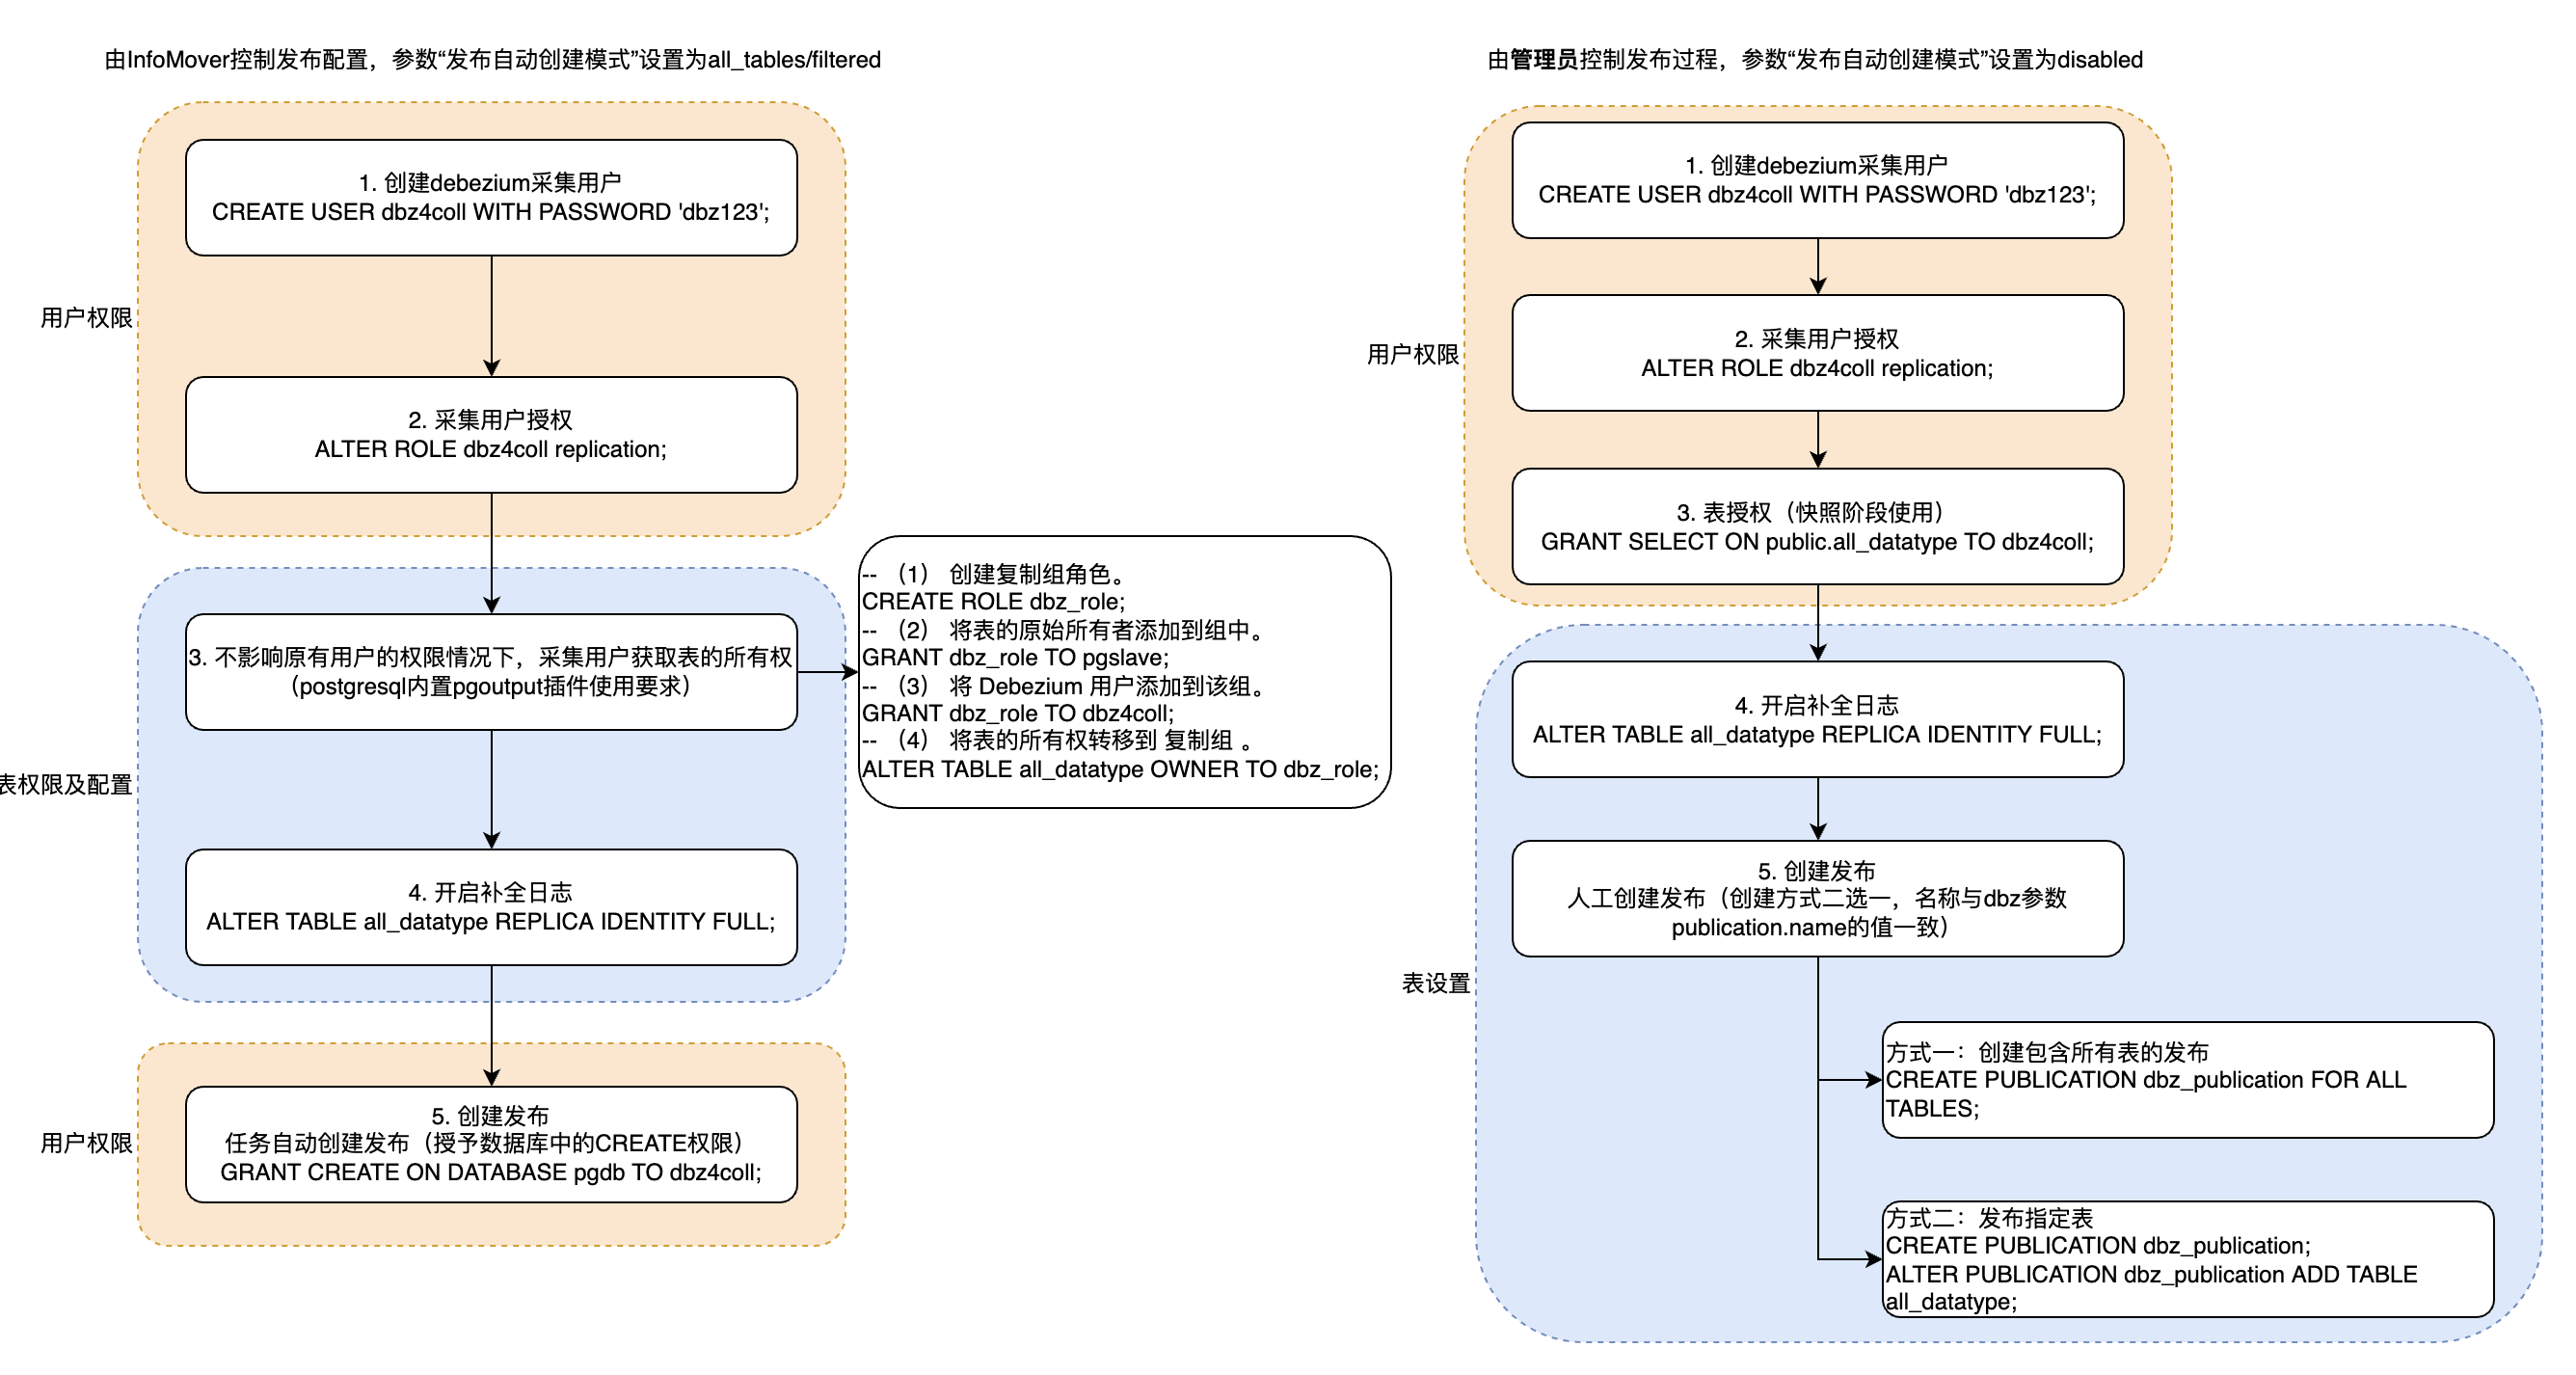 由InfoMover控制发布配置，参数“发布自动创建模式”设置为all_tables/filtered
用户权限
1. 创建debezium采集用户
CREATE USER dbz4coll WITH PASSWORD 'dbz123';
2. 采集用户授权
ALTER ROLE dbz4coll replication;
表权限及配置
3. 不影响原有用户的权限情况下，采集用户获取表的所有权
（postgresql内置pgoutput插件使用要求）
-- （1） 创建复制组角色。
CREATE ROLE dbz_role;
-- （2） 将表的原始所有者添加到组中。
GRANT dbz_role TO pgslave;
-- （3） 将 Debezium 用户添加到该组。
GRANT dbz_role TO dbz4coll;
-- （4） 将表的所有权转移到 复制组 。
ALTER TABLE all_datatype OWNER TO dbz_role;
4. 开启补全日志
ALTER TABLE all_datatype REPLICA IDENTITY FULL;
用户权限
5. 创建发布
任务自动创建发布（授予数据库中的CREATE权限）
GRANT CREATE ON DATABASE pgdb TO dbz4coll;
由管理员控制发布过程，参数“发布自动创建模式”设置为disabled
用户权限
1. 创建debezium采集用户
CREATE USER dbz4coll WITH PASSWORD 'dbz123';
2. 采集用户授权
ALTER ROLE dbz4coll replication;
3. 表授权（快照阶段使用）
GRANT SELECT ON public.all_datatype TO dbz4coll;
表设置
4. 开启补全日志
ALTER TABLE all_datatype REPLICA IDENTITY FULL;
5. 创建发布
人工创建发布（创建方式二选一，名称与dbz参数
publication.name的值一致）
方式一：创建包含所有表的发布
CREATE PUBLICATION dbz_publication FOR ALL
TABLES;
方式二：发布指定表
CREATE PUBLICATION dbz_publication;
ALTER PUBLICATION dbz_publication ADD TABLE
all_datatype;